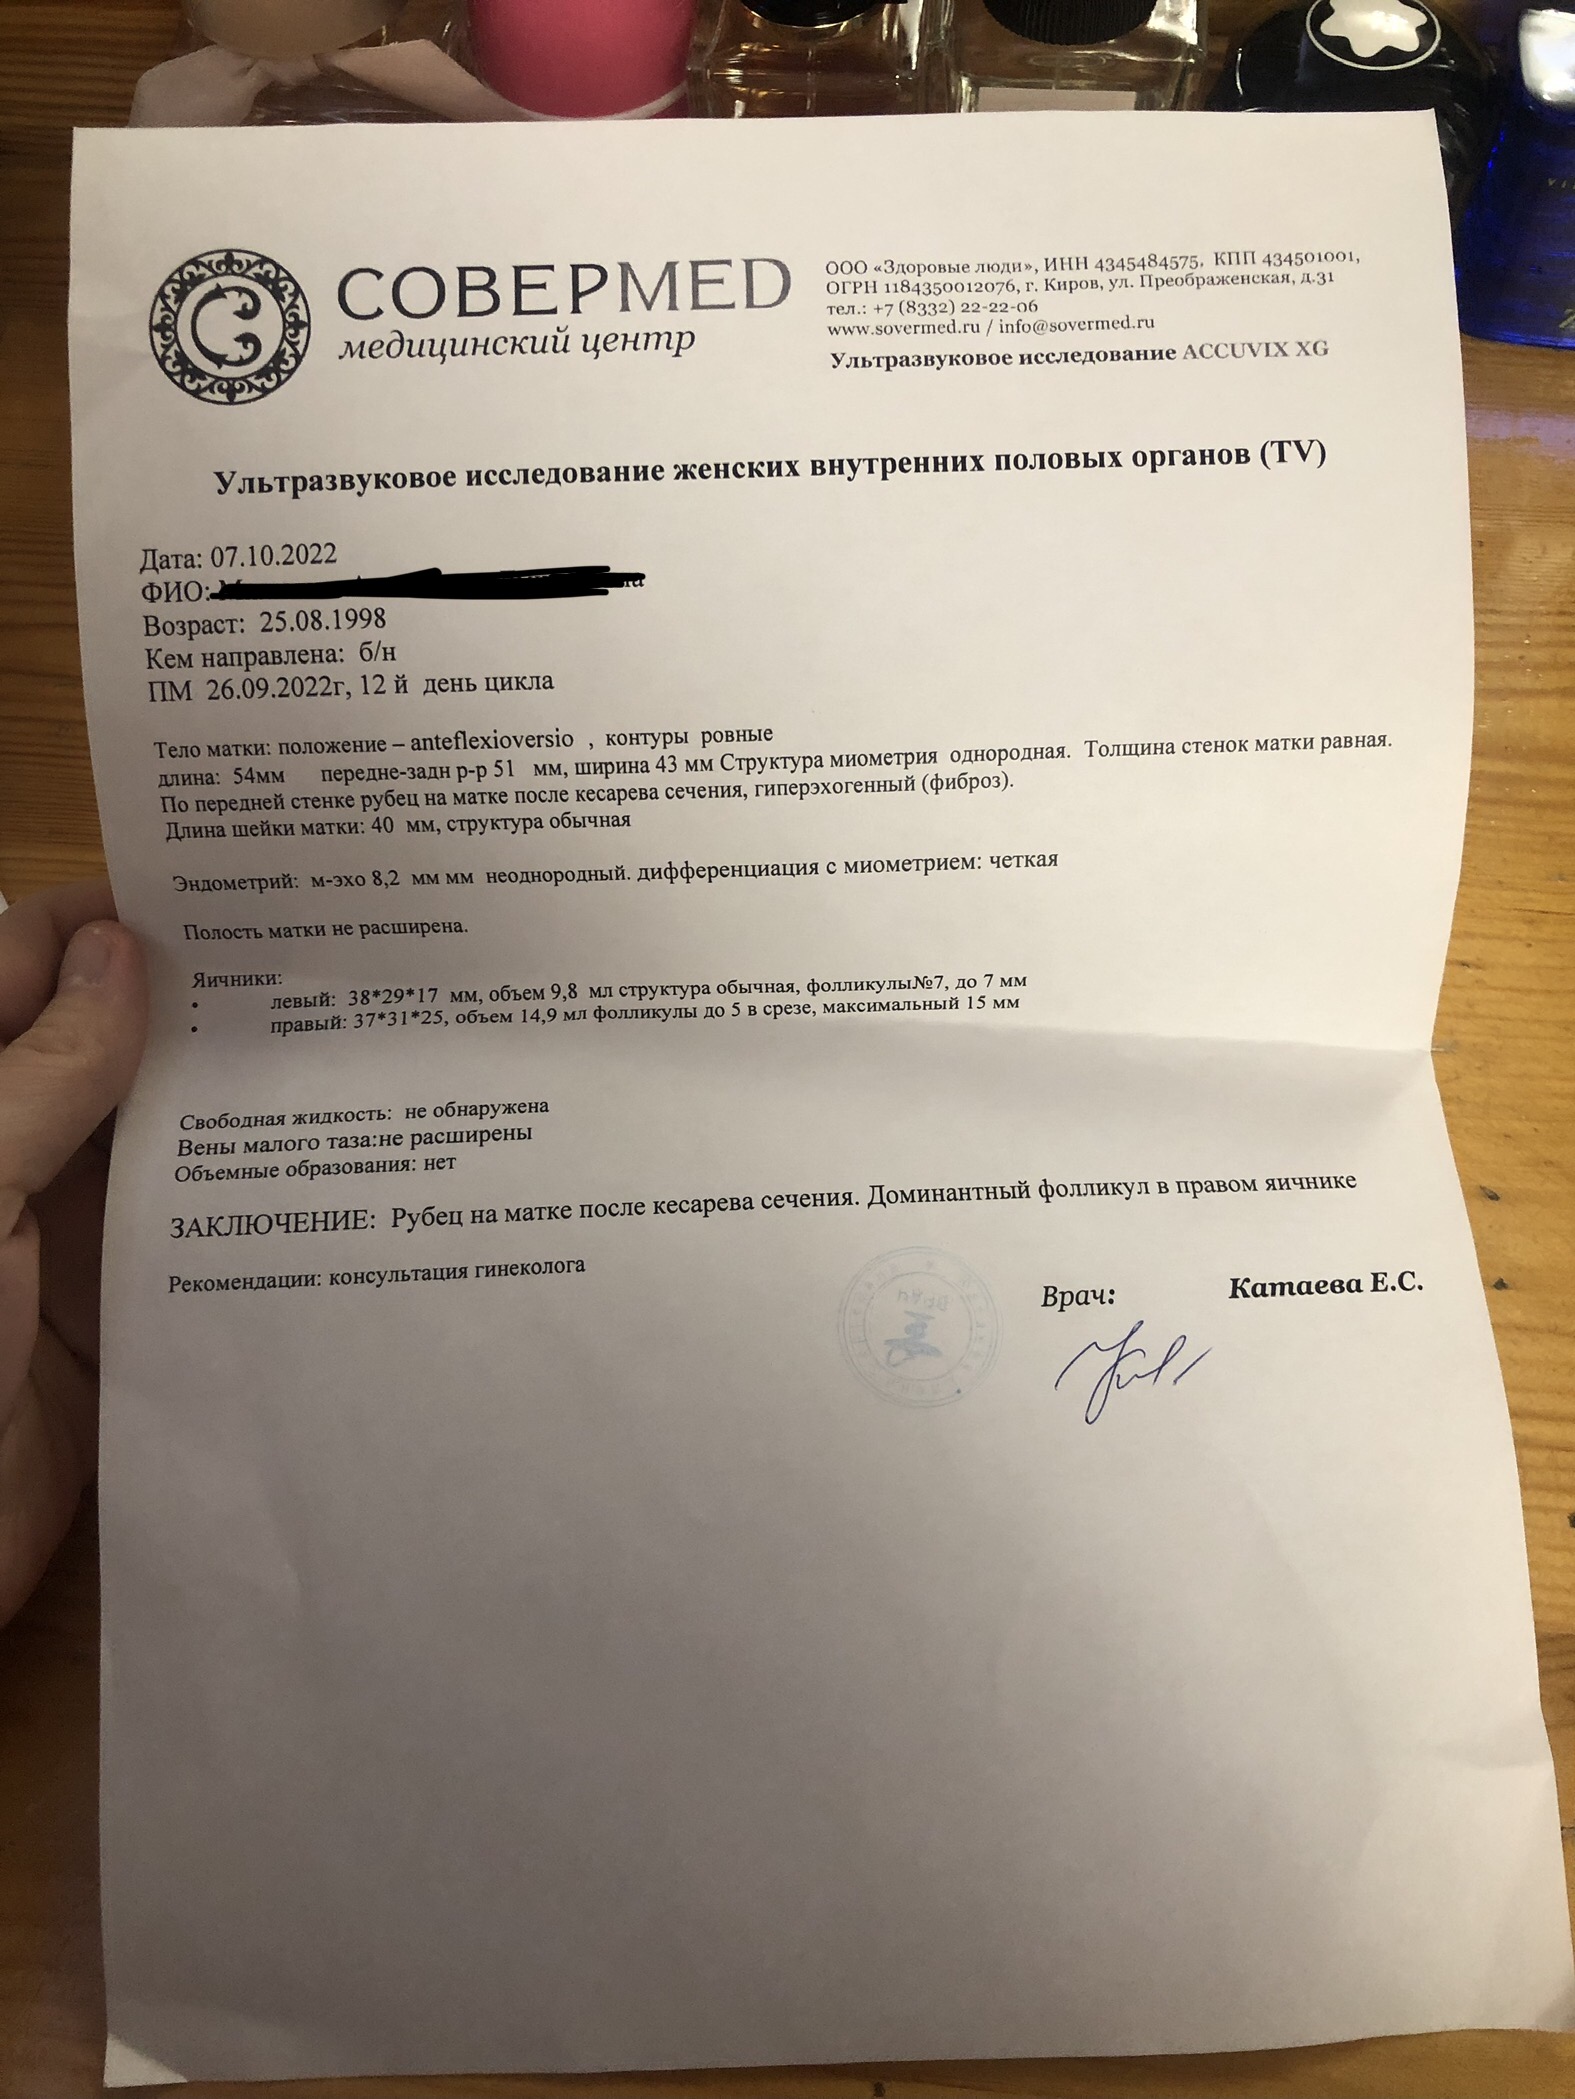 СОВЕРМЕD
медицинский центр
ООО «Здоровые люди», ИНН 4345484575, КПП 434501001,
ОГРН 1184350012076, г. Киров, ул. Преображенская, д.31
тел.: +7 (8332) 22-22-06
www.sovermed.ru / info@sovermed.ru
Ультразвуковое исследование ACCUVIX XG
Ультразвуковое исследование женских внутренних половых органов (TV)
Дата: 07.10.2022
ФИО:
Возраст: 25.08.1998
Кем направлена: б/н
ПМ 26.09.2022г, 12 й день цикла
Тело матки: положение – anteflexioversio , контуры ровные
длина: 54мм передне-задн р-р 51 мм, ширина 43 мм Структура миометрия однородная. Толщина стенок матки равная.
По передней стенке рубец на матке после кесарева сечения, гиперэхогенный (фиброз).
Длина шейки матки: 40 мм, структура обычная
Эндометрий: м-эхо 8,2 мм мм неоднородный. дифференциация с миометрием: четкая
Полость матки не расширена.
Яичники:
• левый: 38*29*17 мм, объем 9,8 мл структура обычная, фолликулы№7, до 7 мм
• правый: 37*31*25, объем 14,9 мл фолликулы до 5 в срезе, максимальный 15 мм
Свободная жидкость: не обнаружена
Вены малого таза:не расширены
Объемные образования: нет
ЗАКЛЮЧЕНИЕ: Рубец на матке после кесарева сечения. Доминантный фолликул в правом яичнике
Рекомендации: консультация гинеколога
Врач: Катаева Е.С.